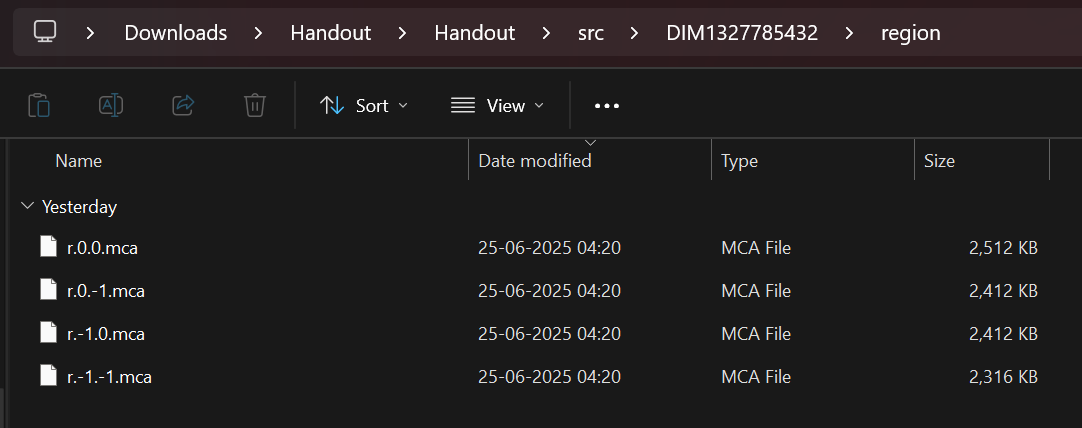 Downloads > Handout > Handout > src > DIM1327785432 > region
Sort View
Name Date modified Type Size
Yesterday
r.0.0.mca 25-06-2025 04:20 MCA File 2,512 KB
r.0.-1.mca 25-06-2025 04:20 MCA File 2,412 KB
r.-1.0.mca 25-06-2025 04:20 MCA File 2,412 KB
r.-1.-1.mca 25-06-2025 04:20 MCA File 2,316 KB